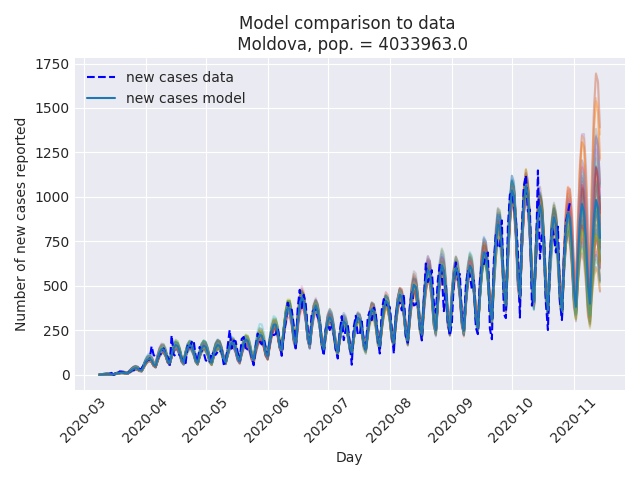 Model comparison to data
Moldova, pop. = 4033963.0
new cases data
new cases model
Number of new cases reported
1750
1500
1250
1000
750
500
250
0
2020-03
2020-04
2020-05
2020-06
2020-07
2020-08
2020-09
2020-10
2020-11
Day